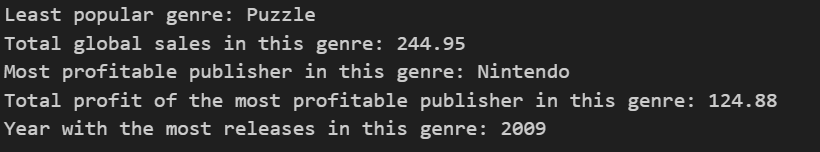 Least popular genre: Puzzle
Total global sales in this genre: 244.95
Most profitable publisher in this genre: Nintendo
Total profit of the most profitable publisher in this genre: 124.88
Year with the most releases in this genre: 2009